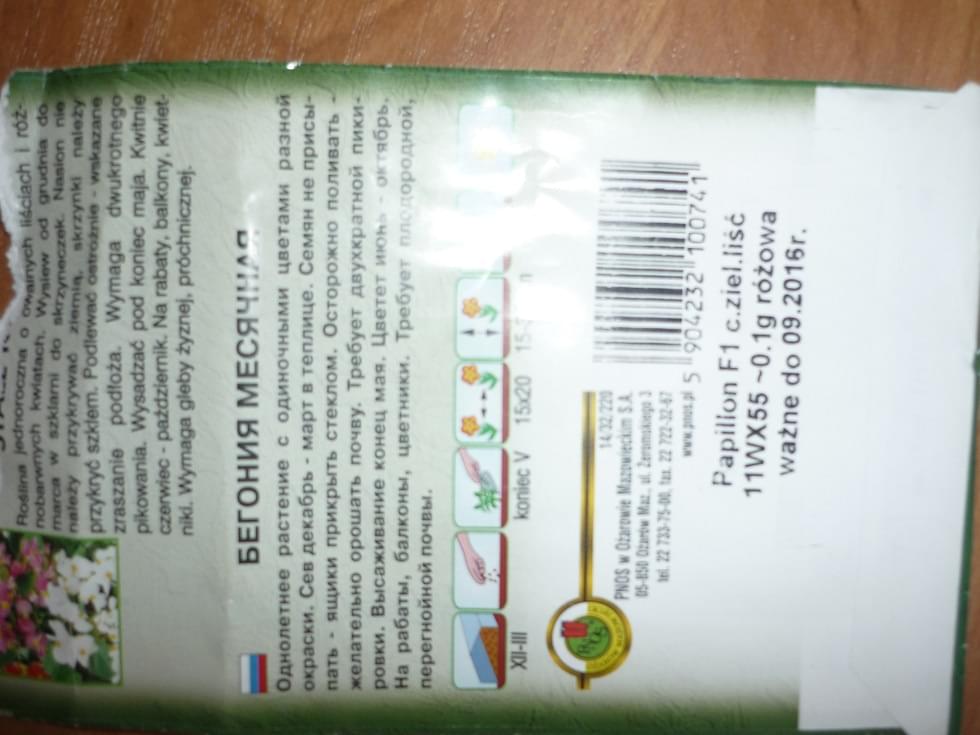 Roślina jednoroczna o owanych liściach i róż-
nobarwnych kwiatach. Wysiew od grudnia do
marca w szklarni do skrzyneczek. Nasion nie
należy przykrywać ziemią, skrzynki należy
przykryć szkłem. Podlewać ostrożnie - wskazane
zraszanie podłoża. Wymaga dwukrotnego
pikowania. Wysadzać pod koniec maja. Kwitnie
czerwiec - październik. Na rabaty, balkony, kwiet-
niki. Wymaga gleby żyznej, próchnicznej.
БЕГОНИЯ МЕСЯЧНАЯ
Однолетнее растение с одиночными цветами разной
окраски. Сев декабрь - март в теплице. Семян не присы-
пать - ящики прикрыть стеклом. Осторожно поливать -
желательно орошать почву. Требует двухкратной пики-
ровки. Высаживание конец мая. Цветет июнь - октябрь.
На рабаты, балконы, цветники. Требует плодородной,
перегнойной почвы.
XII-III koniec V 15x20
14/32/220
PNOS w Ożarowie Mazowieckim S.A.
05-850 Ożarów Maz., ul. Żeromskiego 3
tel. 22 733-75-00, fax. 22 722-32-67
www.pnos.pl
5 904232 100741
Papilion F1 c.ziel.liść
11WX55 ~0.1g różowa
ważne do 09.2016r.